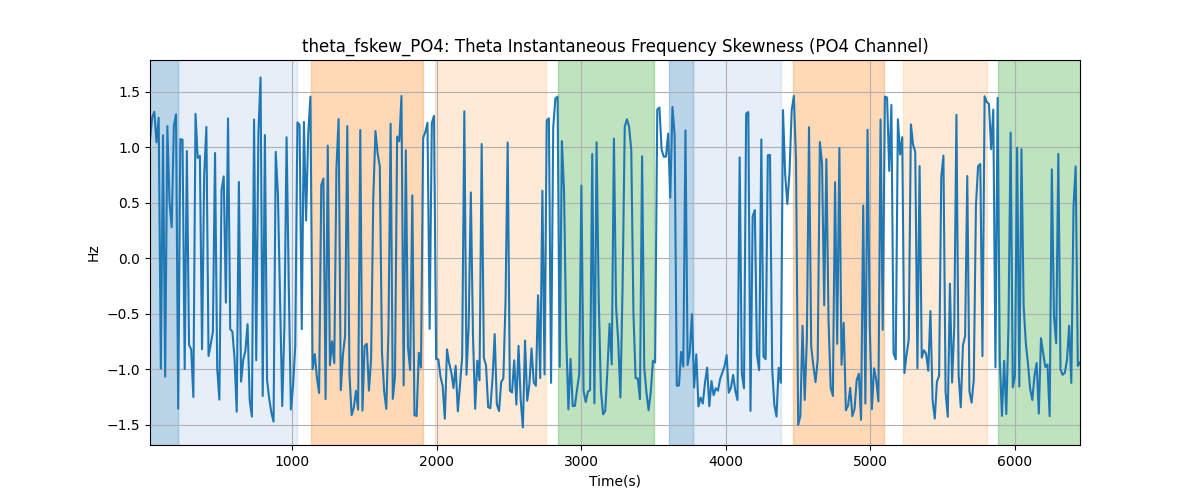 theta_fskew_PO4: Theta Instantaneous Frequency Skewness (PO4 Channel)
1.5
1.0
0.5
0.0
−0.5
−1.0
−1.5
Hz
1000 2000 3000 4000 5000 6000
Time(s)